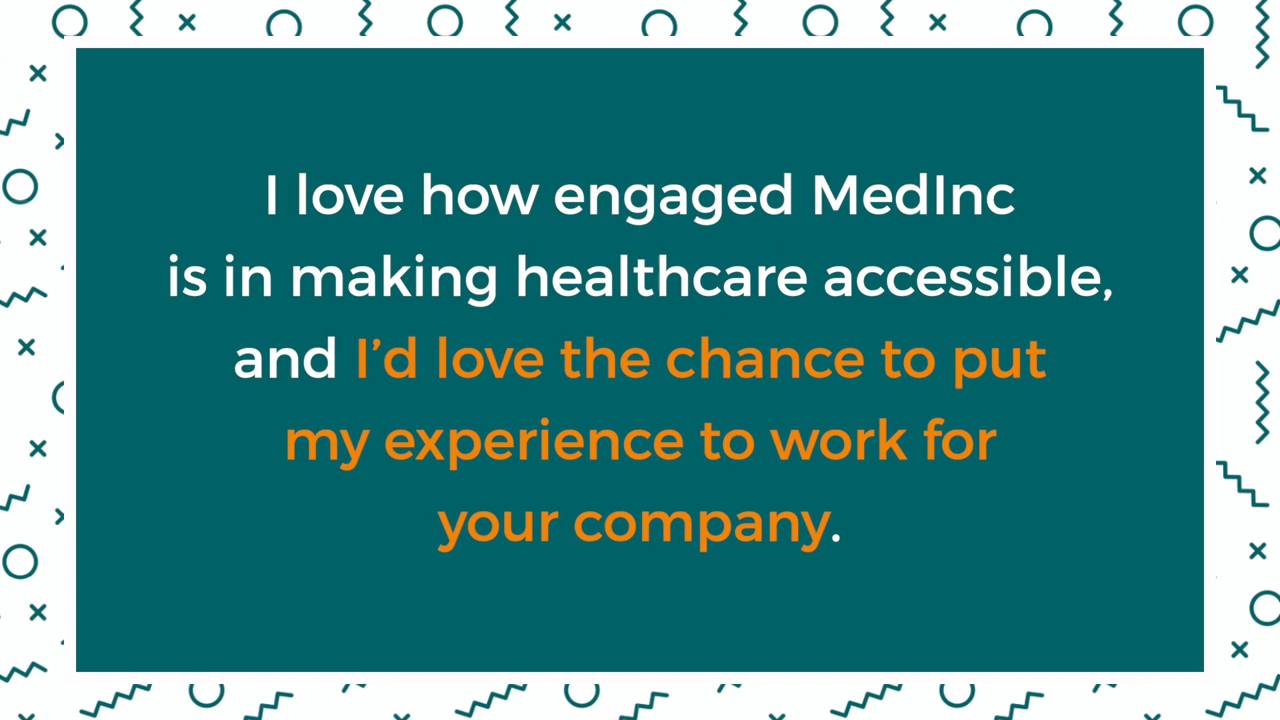 I love how engaged MedInc
is in making healthcare accessible,
and I’d love the chance to put
my experience to work for
your company.